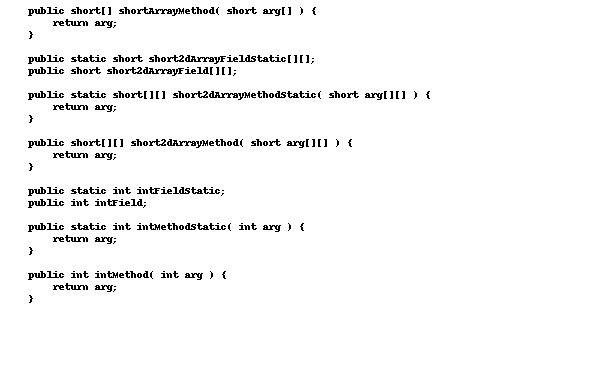 public short[] shortArrayMethod( short arg[] ) {
return arg;
}
public static short short2dArrayFieldStatic[][];
public short short2dArrayField[][];
public static short[][] short2dArrayMethodStatic( short arg[][] ) {
return arg;
}
public short[][] short2dArrayMethod( short arg[][] ) {
return arg;
}
public static int intFieldStatic;
public int intField;
public static int intMethodStatic( int arg ) {
return arg;
}
public int intMethod( int arg ) {
return arg;
}